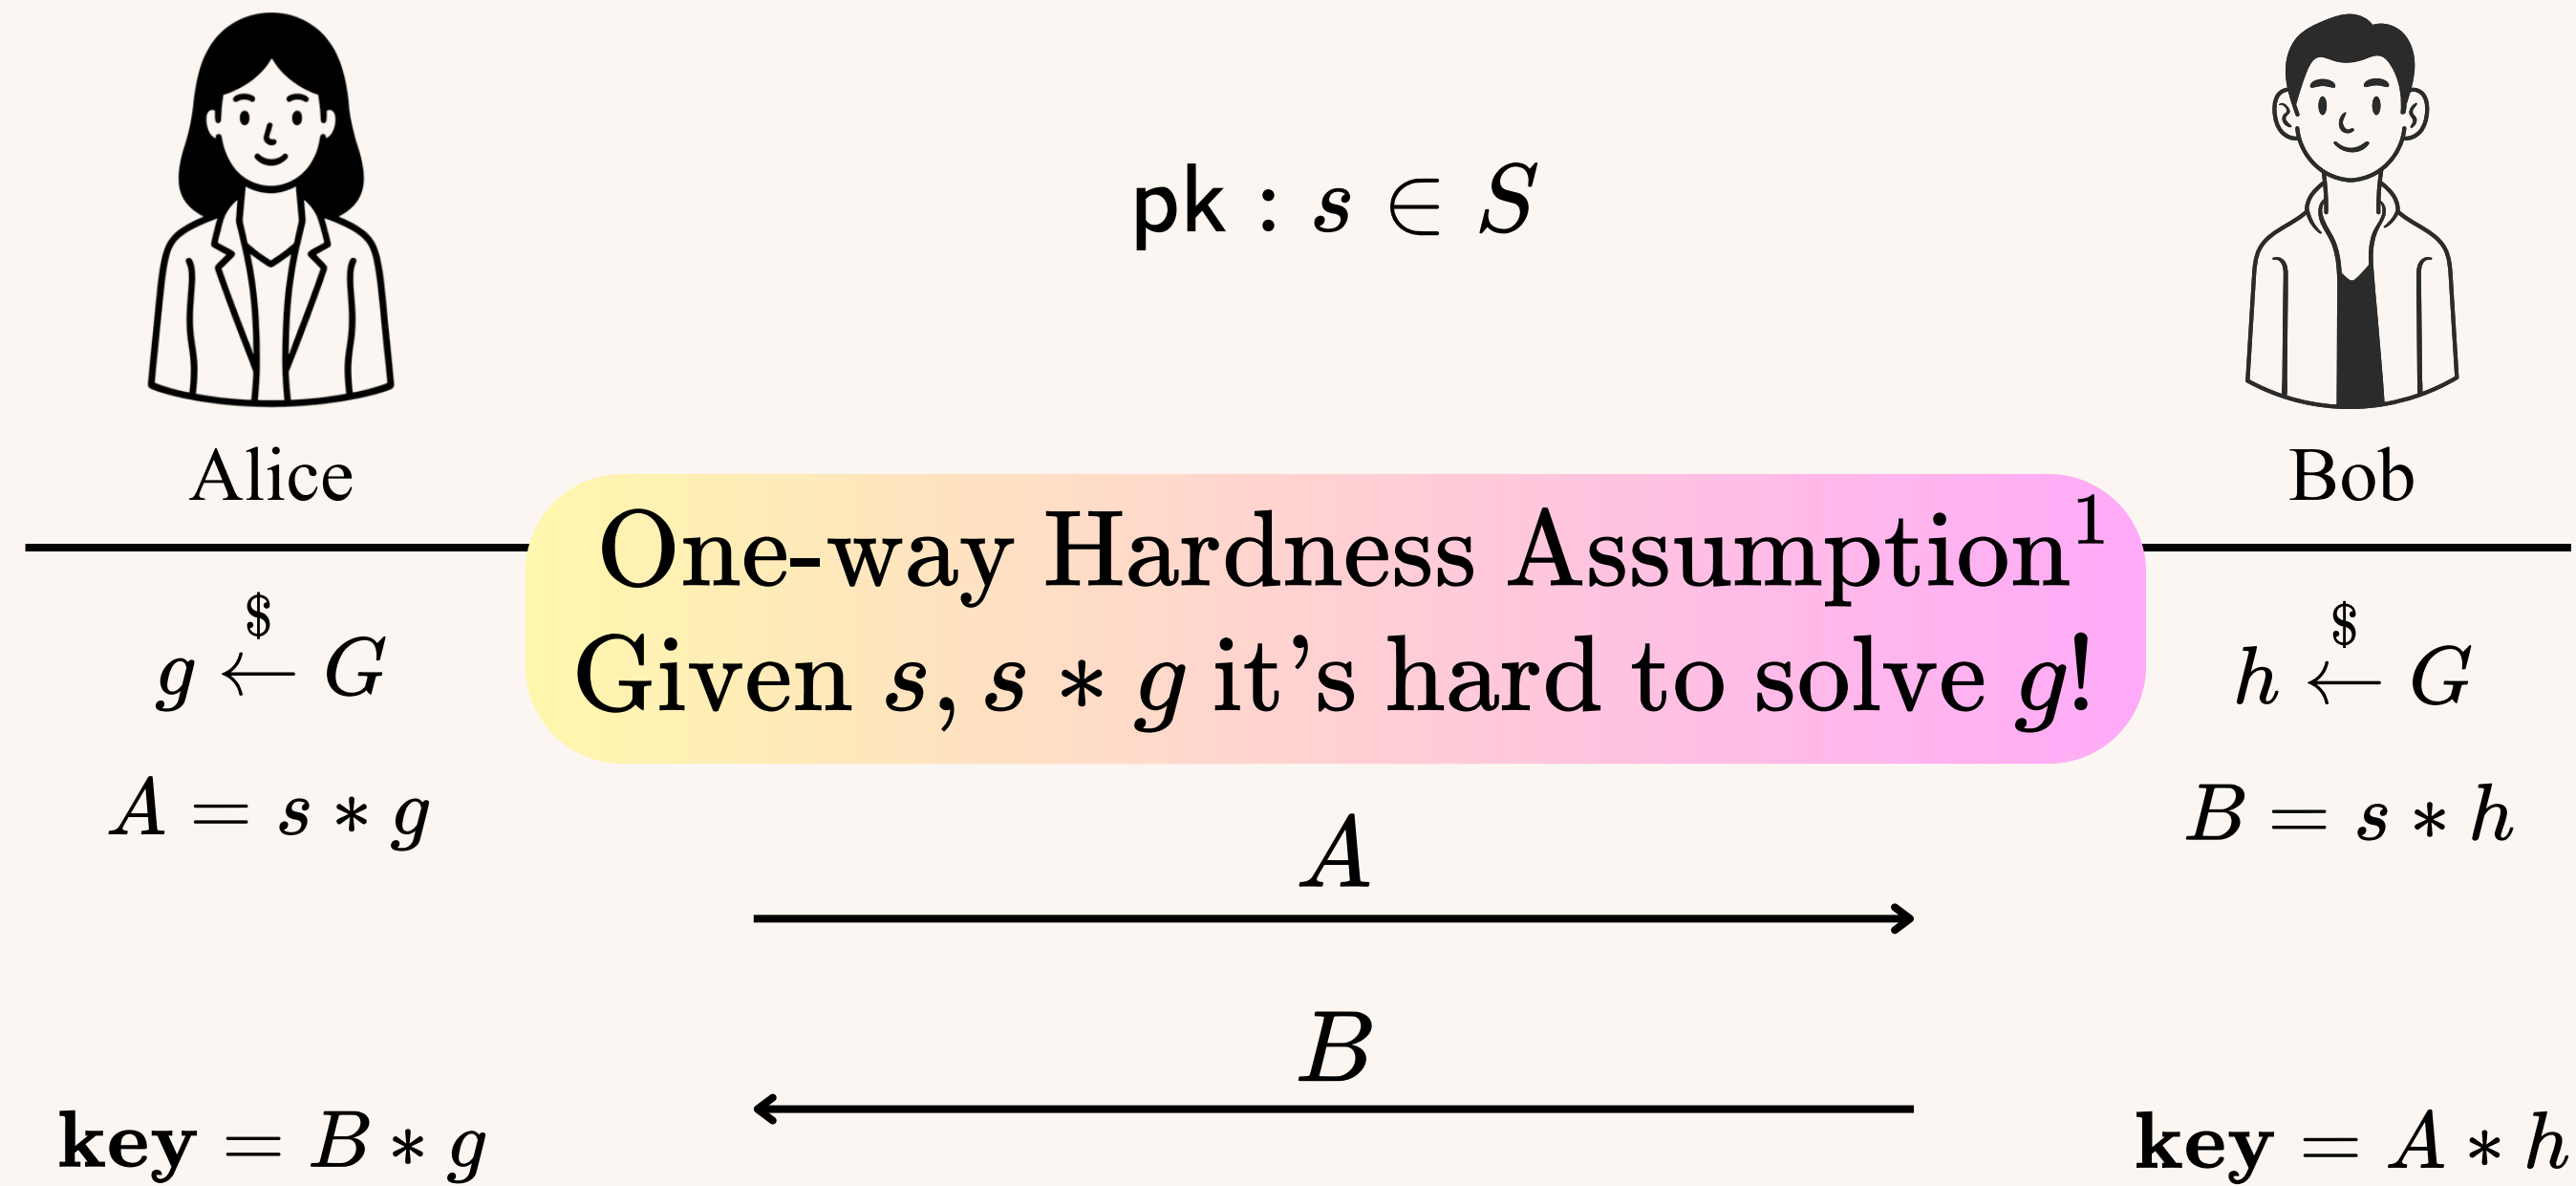 pk : s ∈ S
Alice
Bob
One-way Hardness Assumption¹
Given s, s ∗ g it’s hard to solve g!
g $← G
h $← G
A = s ∗ g
B = s ∗ h
A
B
key = B ∗ g
key = A ∗ h